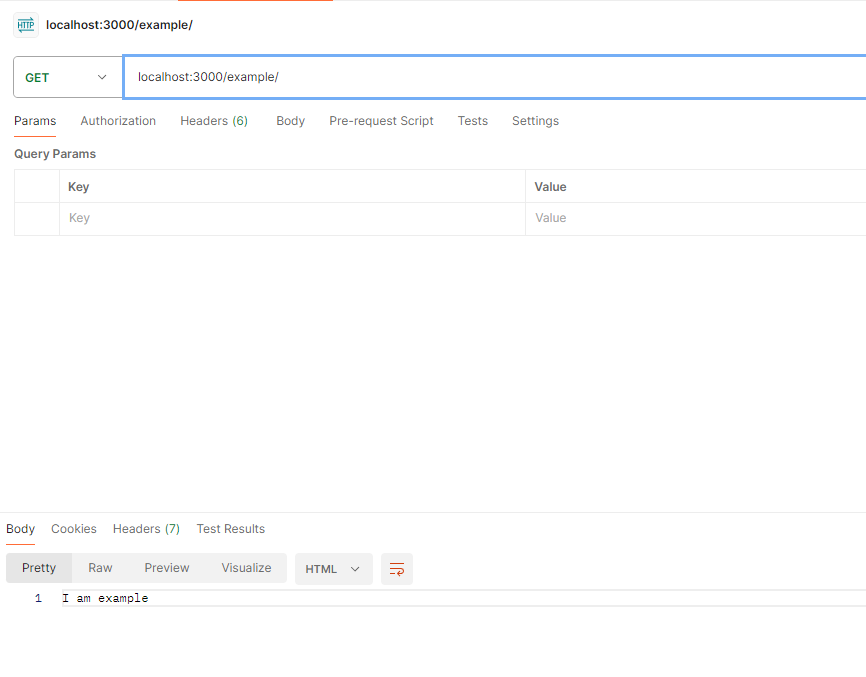 HTTP localhost:3000/example/
GET localhost:3000/example/
Params Authorization Headers (6) Body Pre-request Script Tests Settings
Query Params
Key Value
Key Value
Body Cookies Headers (7) Test Results
Pretty Raw Preview Visualize HTML
1 I am example